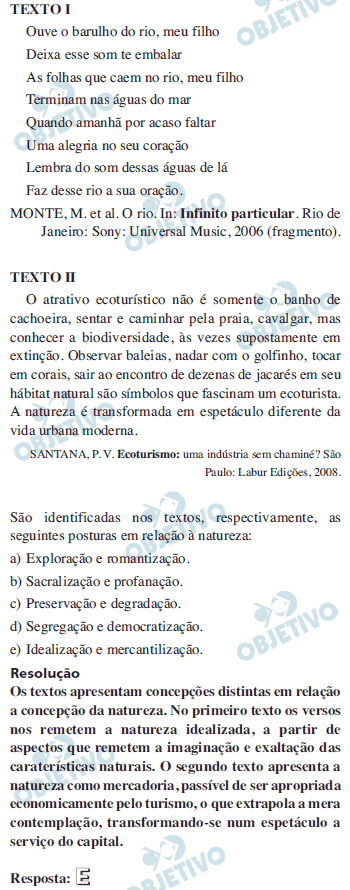 TEXTO I
Ouve o barulho do rio, meu filho
Deixa esse som te embalar
As folhas que caem no rio, meu filho
Terminam nas águas do mar
Quando amanhã por acaso faltar
Uma alegria no seu coração
Lembra do som dessas águas de lá
Faz desse rio a sua oração.
MONTE, M. et al. O rio. In: Infinito particular. Rio de
Janeiro: Sony: Universal Music, 2006 (fragmento).
TEXTO II
O atrativo ecoturístico não é somente o banho de
cachoeira, sentar e caminhar pela praia, cavalgar, mas
conhecer a biodiversidade, às vezes supostamente em
extinção. Observar baleias, nadar com o golfinho, tocar
em corais, sair ao encontro de dezenas de jacarés em seu
hábitat natural são símbolos que fascinam um ecoturista.
A natureza é transformada em espetáculo diferente da
vida urbana moderna.
SANTANA, P. V. Ecoturismo: uma indústria sem chaminé? São
Paulo: Labur Edições, 2008.
São identificadas nos textos, respectivamente, as
seguintes posturas em relação à natureza:
a) Exploração e romantização.
b) Sacralização e profanação.
c) Preservação e degradação.
d) Segregação e democratização.
e) Idealização e mercantilização.
Resolução
Os textos apresentam concepções distintas em relação
a concepção da natureza. No primeiro texto os versos
nos remetem a natureza idealizada, a partir de
aspectos que remetem a imaginação e exaltação das
caraterísticas naturais. O segundo texto apresenta a
natureza como mercadoria, passível de ser apropriada
economicamente pelo turismo, o que extrapola a mera
contemplação, transformando-se num espetáculo a
serviço do capital.
Resposta: E
OBJETIVO
OBJETIVO
OBJETIVO
OBJETIVO
OBJETIVO
OBJETIVO
OBJETIVO
OBJETIVO
OBJETIVO
OBJETIVO